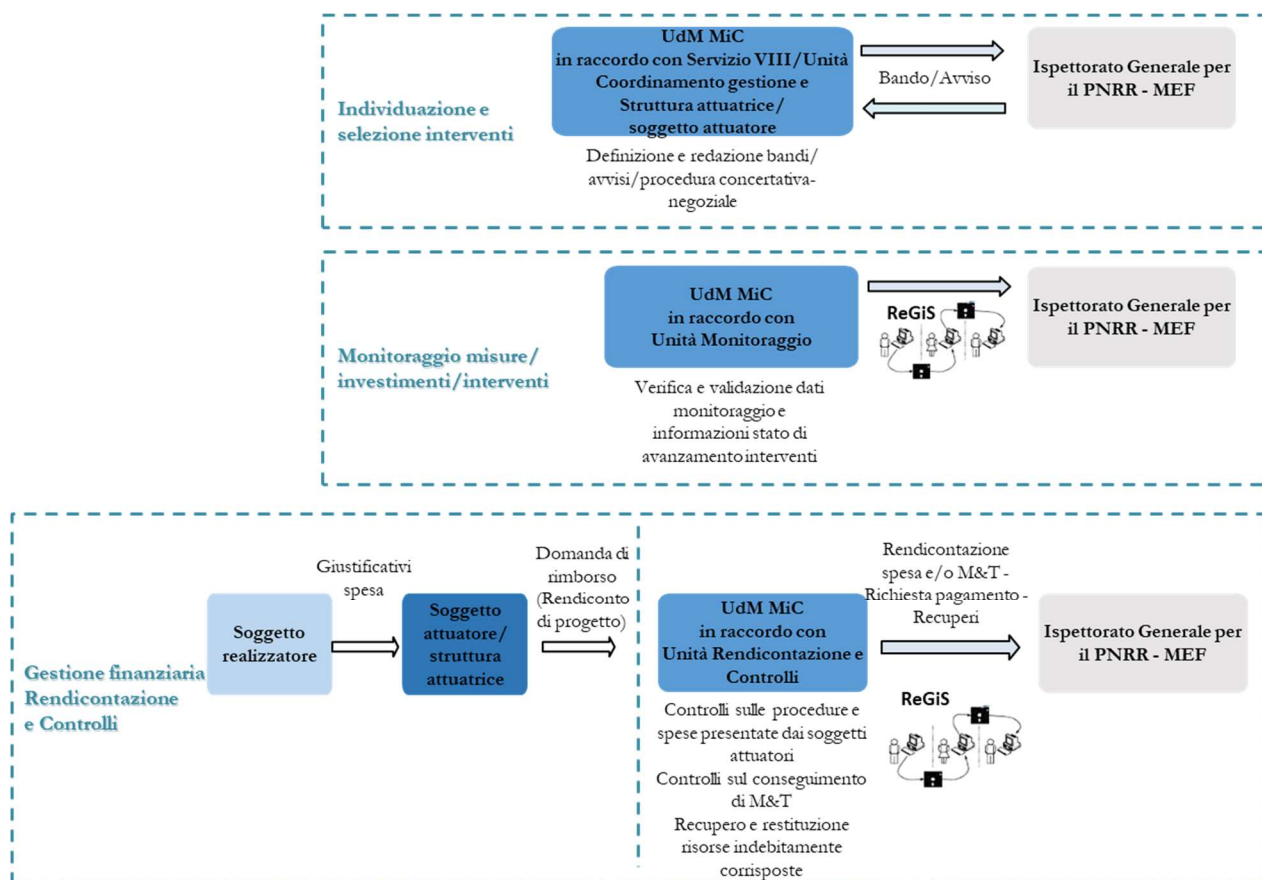 Individuazione e
selezione interventi
UdM MiC
in raccordo con Servizio VIII/Unità
Coordinamento gestione e
Struttura attuatrice/
soggetto attuatore
Definizione e redazione bandi/
avvisi/procedura concertativa-
negoziale
Bando/Avviso
Ispettorato Generale per
il PNRR - MEF
Monitoraggio misure/
investimenti/interventi
UdM MiC
in raccordo con
Unità Monitoraggio
Verifica e validazione dati
monitoraggio e
informazioni stato di
avanzamento interventi
ReGiS
Ispettorato Generale per
il PNRR - MEF
Gestione finanziaria
Rendicontazione
e Controlli
Soggetto
realizzatore
Giustificativi
spesa
Soggetto
attuatore/
struttura
attuatrice
Domanda di
rimborso
(Rendiconto
di progetto)
UdM MiC
in raccordo con
Unità Rendicontazione e
Controlli
Controlli sulle procedure e
spese presentate dai soggetti
attuatori
Controlli sul conseguimento
di M&T
Recupero e restituzione
risorse indebitamente
corrisposte
Rendicontazione
spesa e/o M&T -
Richiesta pagamento -
Recuperi
ReGiS
Ispettorato Generale per
il PNRR - MEF